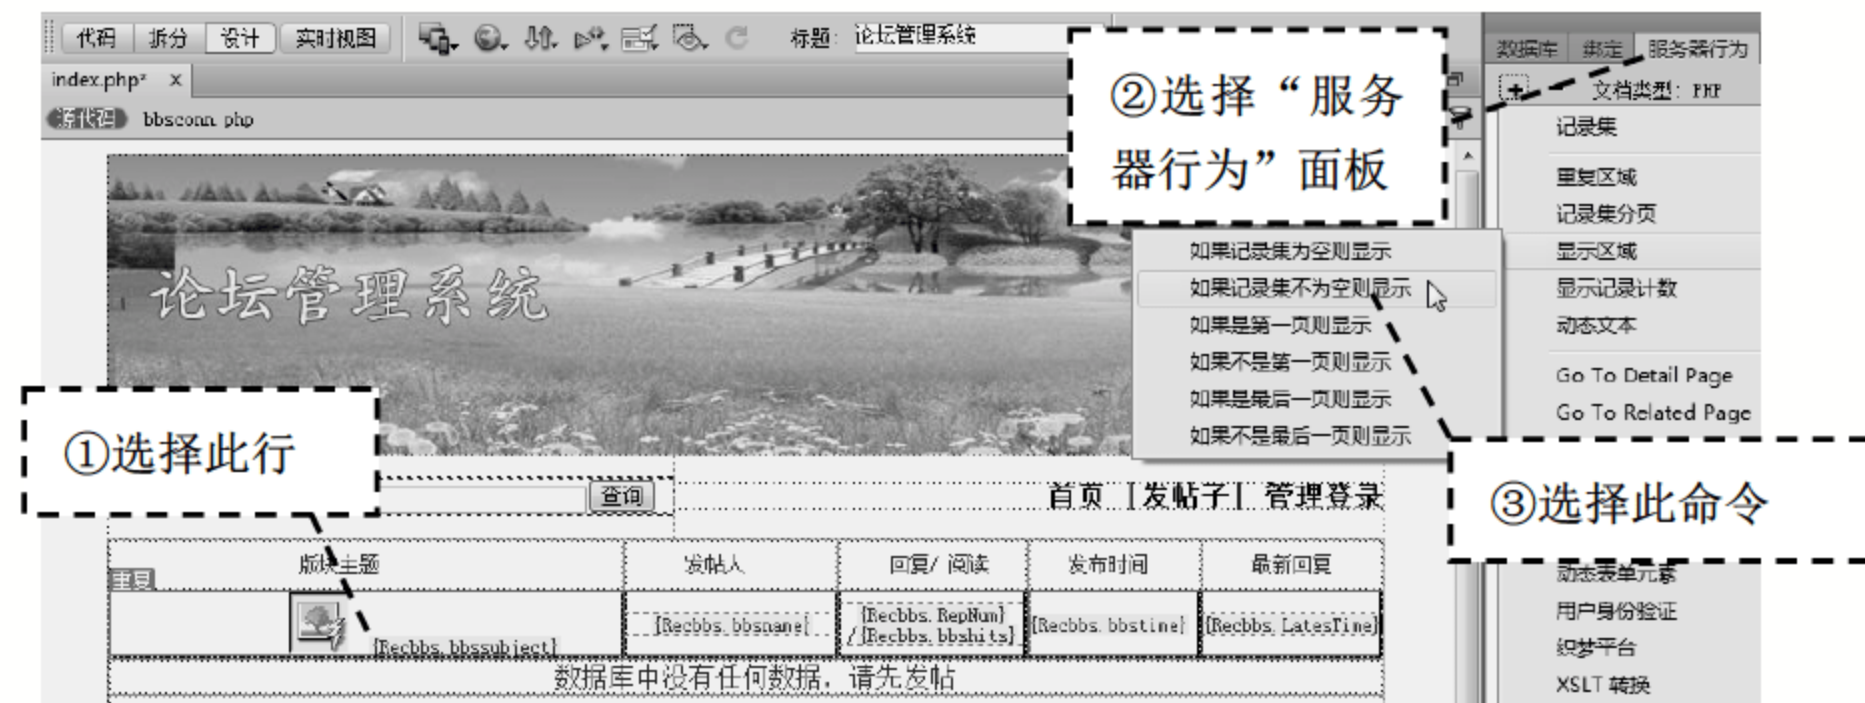 代码 拆分 设计 实时视图 标题: 论坛管理系统
index.php* x
源代码 bbsconn.php
论坛管理系统
①选择此行
②选择“服务
器行为”面板
数据库 绑定 服务器行为
+ 文档类型: PHP
记录集
重复区域
记录集分页
显示区域
显示记录计数
动态文本
Go To Detail Page
Go To Related Page
如果记录集为空则显示
如果记录集不为空则显示
如果是第一页则显示
如果不是第一页则显示
如果是最后一页则显示
如果不是最后一页则显示
③选择此命令
动态表单元素
用户身份验证
织梦平台
XSLT 转换
查询
首页 [发帖子] 管理登录
版块主题 发帖人 回复/ 阅读 发布时间 最新回复
重复
{Recbbs.bbssubject} {Recbbs.bbsname} {Recbbs.RepNum}
/{Recbbs.bbshits} {Recbbs.bbstime} {Recbbs.LatesTime}
数据库中没有任何数据, 请先发帖